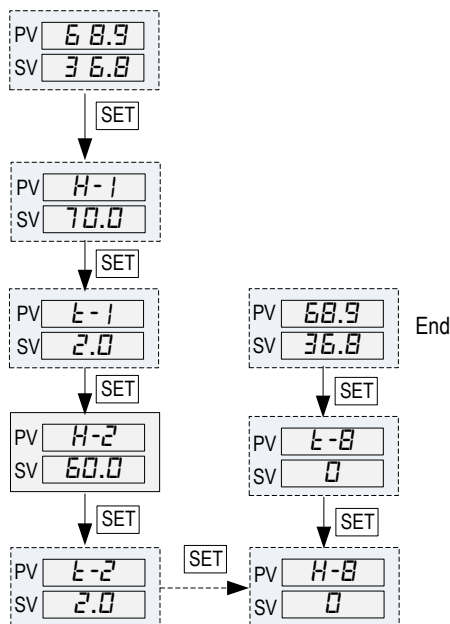 PV 68.9
SV 36.8
SET
PV H-1
SV 70.0
SET
PV t-1
SV 2.0
SET
PV H-2
SV 60.0
SET
PV t-2
SV 2.0
SET
PV H-8
SV 0
SET
PV t-8
SV 0
SET
PV 68.9
SV 36.8
End